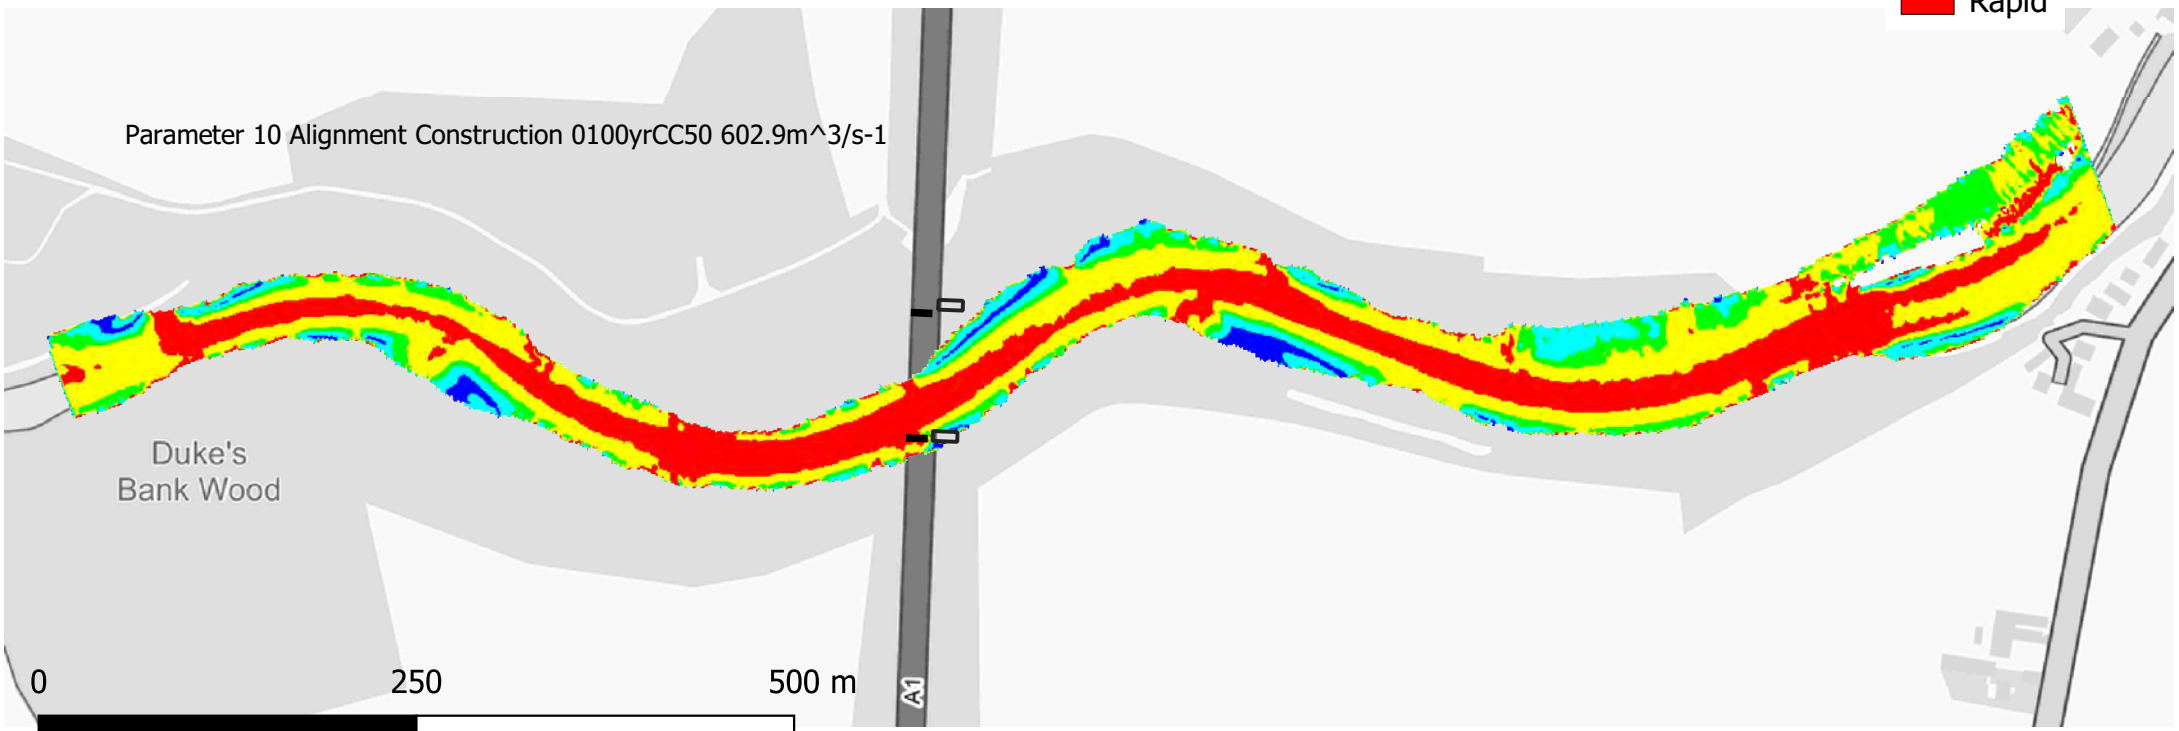 Rapid
Parameter 10 Alignment Construction 0100yrCC50 602.9m^3/s-1
Duke's
Bank Wood
0 250 500 m
A1